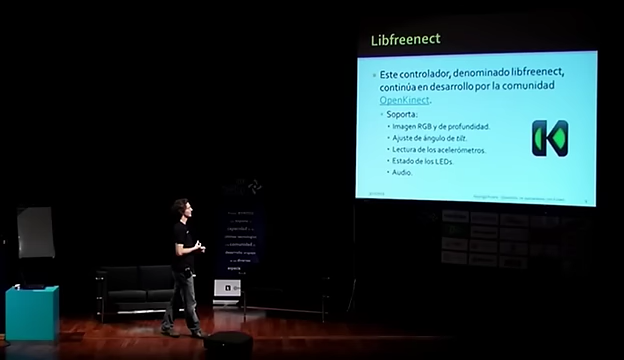 Libfreenect
Este controlador, denominado libfreenect,
continúa en desarrollo por la comunidad
OpenKinect.
Soporta:
Imagen RGB y de profundidad.
Ajuste de ángulo de tilt.
Lectura de los acelerómetros.
Estado de los LEDs.
Audio.